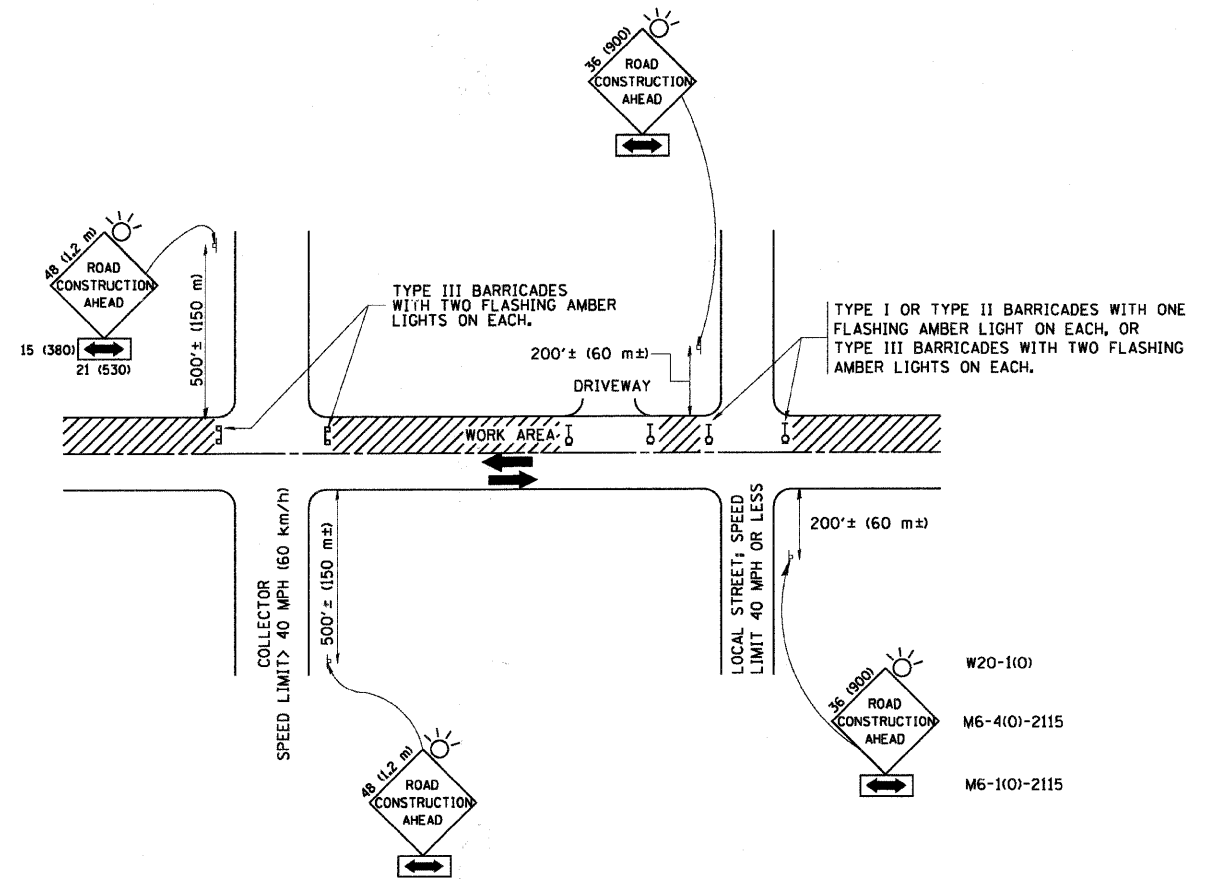 36 (900)
ROAD
CONSTRUCTION
AHEAD
48 (1.2 m)
ROAD
CONSTRUCTION
AHEAD
15 (380)
21 (530)
500'± (150 m)
TYPE III BARRICADES
WITH TWO FLASHING AMBER
LIGHTS ON EACH.
200'± (60 m±)
DRIVEWAY
TYPE I OR TYPE II BARRICADES WITH ONE
FLASHING AMBER LIGHT ON EACH, OR
TYPE III BARRICADES WITH TWO FLASHING
AMBER LIGHTS ON EACH.
WORK AREA
COLLECTOR
SPEED LIMIT> 40 MPH (60 km/h)
500'± (150 m±)
LOCAL STREET; SPEED
LIMIT 40 MPH OR LESS
200'± (60 m±)
36 (900)
ROAD
CONSTRUCTION
AHEAD
W20-1(O)
M6-4(O)-2115
M6-1(O)-2115
48 (1.2 m)
ROAD
CONSTRUCTION
AHEAD